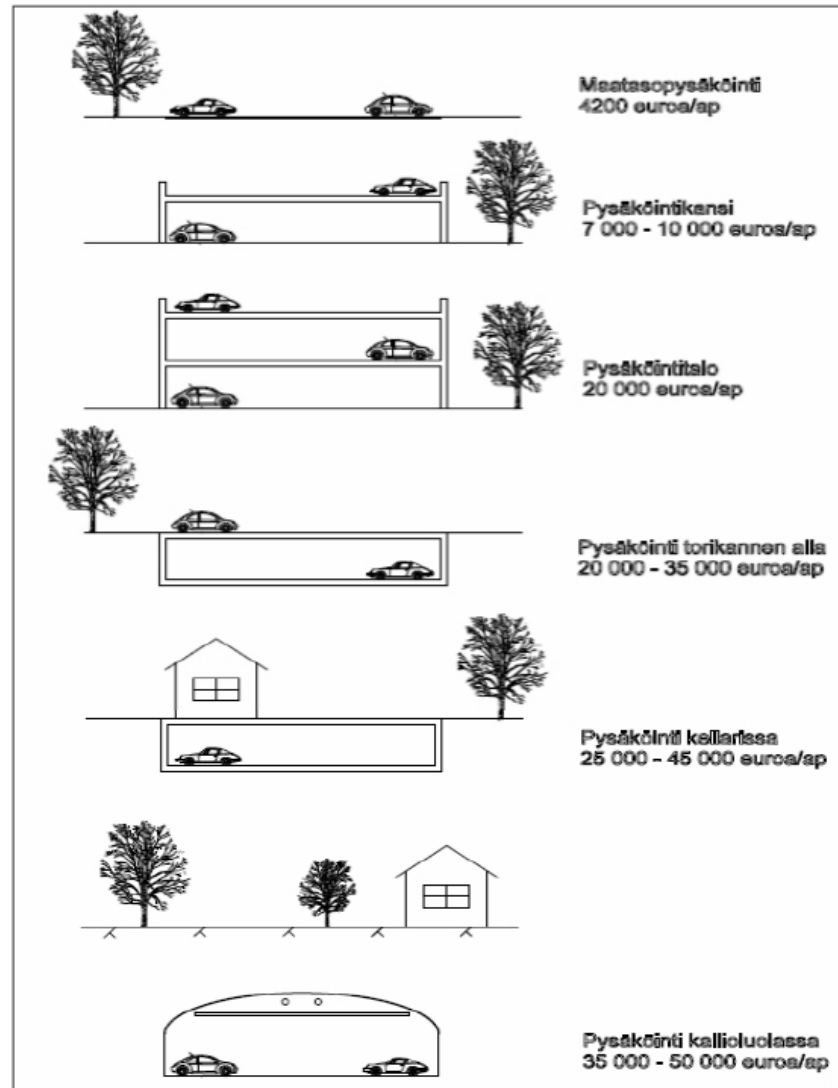 Maatasopysäköinti
4200 euroa/ap
Pysäköintikansi
7 000 - 10 000 euroa/ap
Pysäköintitalo
20 000 euroa/ap
Pysäköinti torikannen alla
20 000 - 35 000 euroa/ap
Pysäköinti kellarissa
25 000 - 45 000 euroa/ap
Pysäköinti kallioluolassa
35 000 - 50 000 euroa/ap